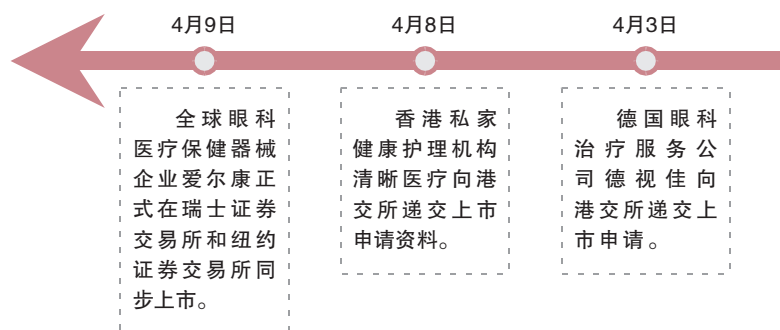 4月9日
全球眼科
医疗保健器械
企业爱尔康正
式在瑞士证券
交易所和纽约
证券交易所同
步上市。
4月8日
香港私家
健康护理机构
清晰医疗向港
交所递交上市
申请资料。
4月3日
德国眼科
治疗服务公
司德视佳向
港交所递交上
市申请。